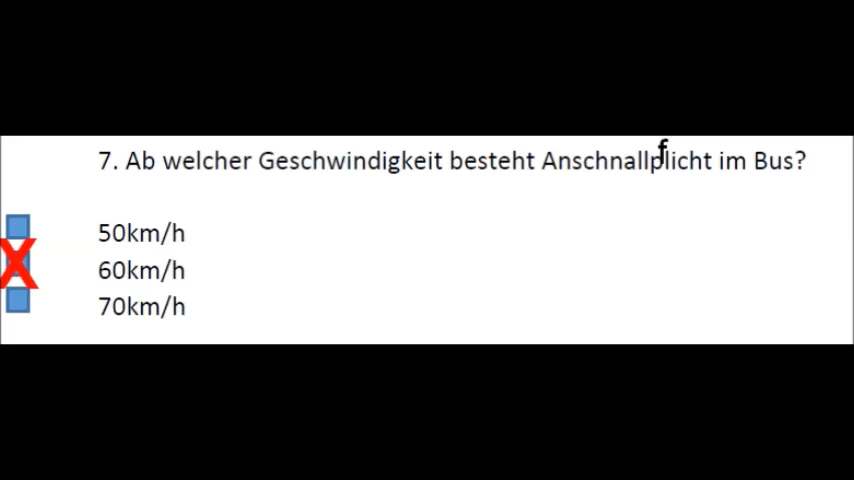 7. Ab welcher Geschwindigkeit besteht Anschnallpflicht im Bus?
50km/h
X 60km/h
70km/h